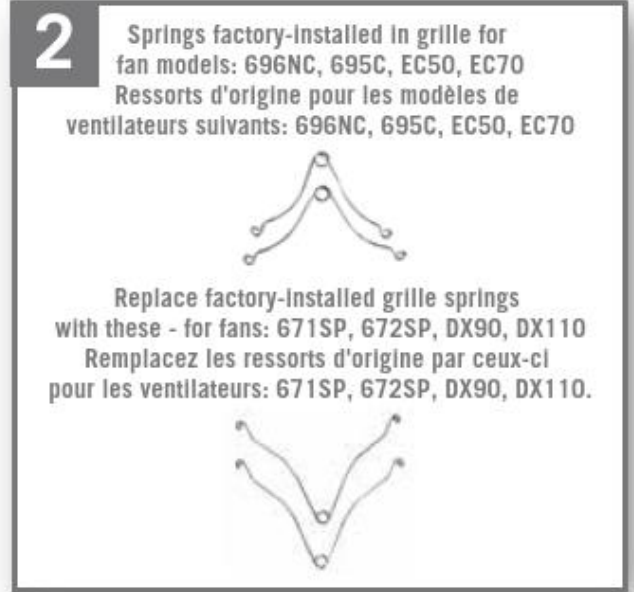 2
Springs factory-installed in grille for
fan models: 696NC, 695C, EC50, EC70
Ressorts d'origine pour les modèles de
ventilateurs suivants: 696NC, 695C, EC50, EC70
Replace factory-installed grille springs
with these - for fans: 671SP, 672SP, DX90, DX110
Remplacez les ressorts d'origine par ceux-ci
pour les ventilateurs: 671SP, 672SP, DX90, DX110.